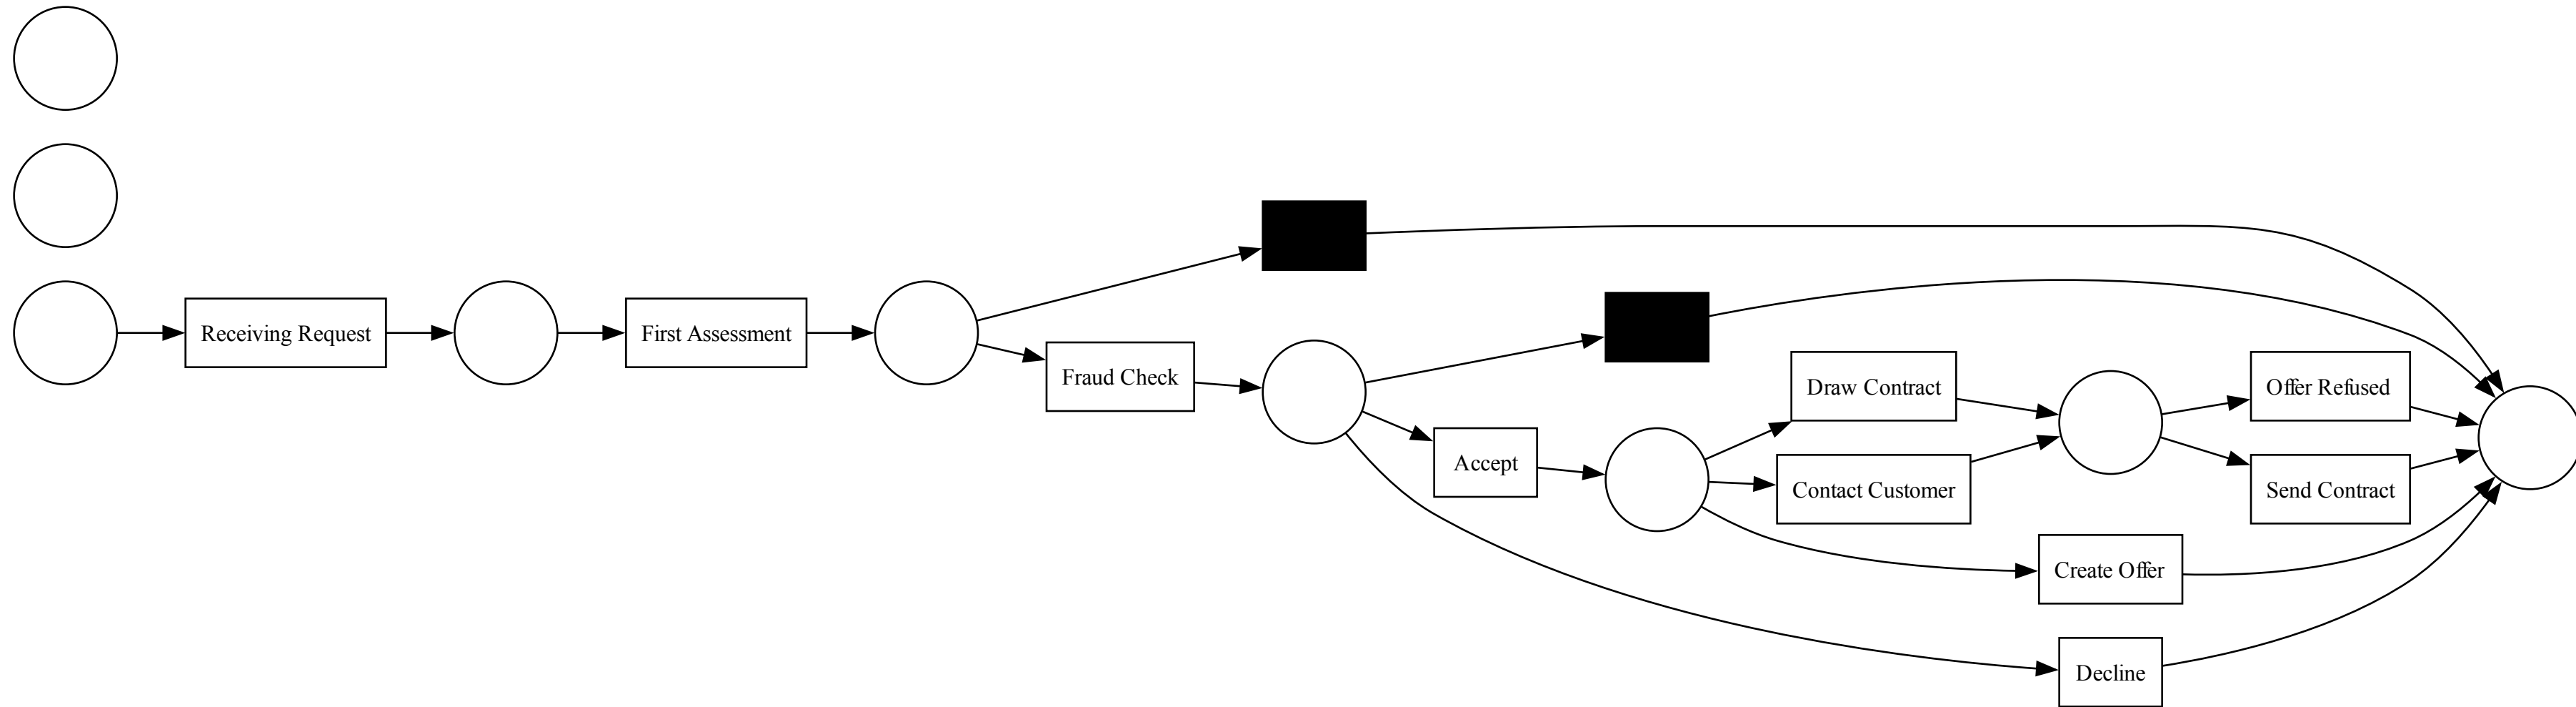 Receiving Request
First Assessment
Fraud Check
Accept
Draw Contract
Contact Customer
Offer Refused
Send Contract
Create Offer
Decline